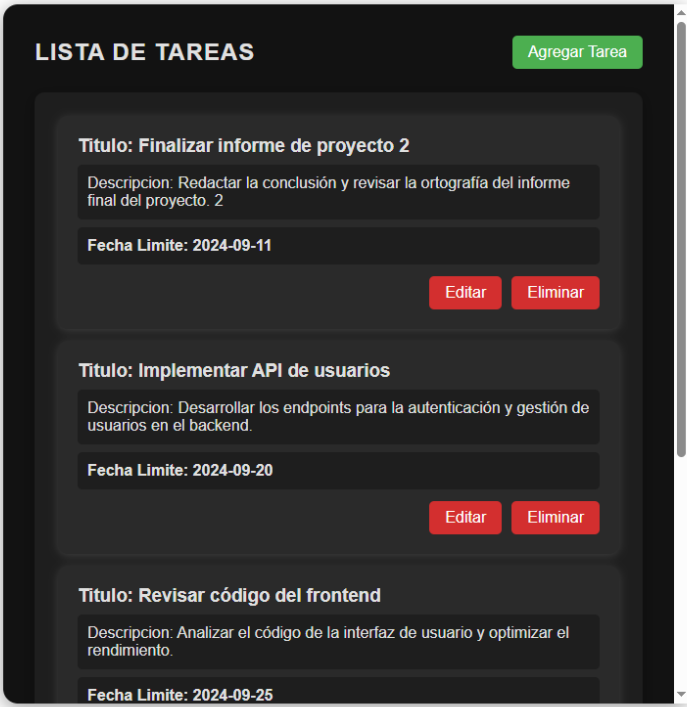 LISTA DE TAREAS
Agregar Tarea
Titulo: Finalizar informe de proyecto 2
Descripcion: Redactar la conclusión y revisar la ortografía del informe
final del proyecto. 2
Fecha Limite: 2024-09-11
Editar
Eliminar
Titulo: Implementar API de usuarios
Descripcion: Desarrollar los endpoints para la autenticación y gestión de
usuarios en el backend.
Fecha Limite: 2024-09-20
Editar
Eliminar
Titulo: Revisar código del frontend
Descripcion: Analizar el código de la interfaz de usuario y optimizar el
rendimiento.
Fecha Limite: 2024-09-25